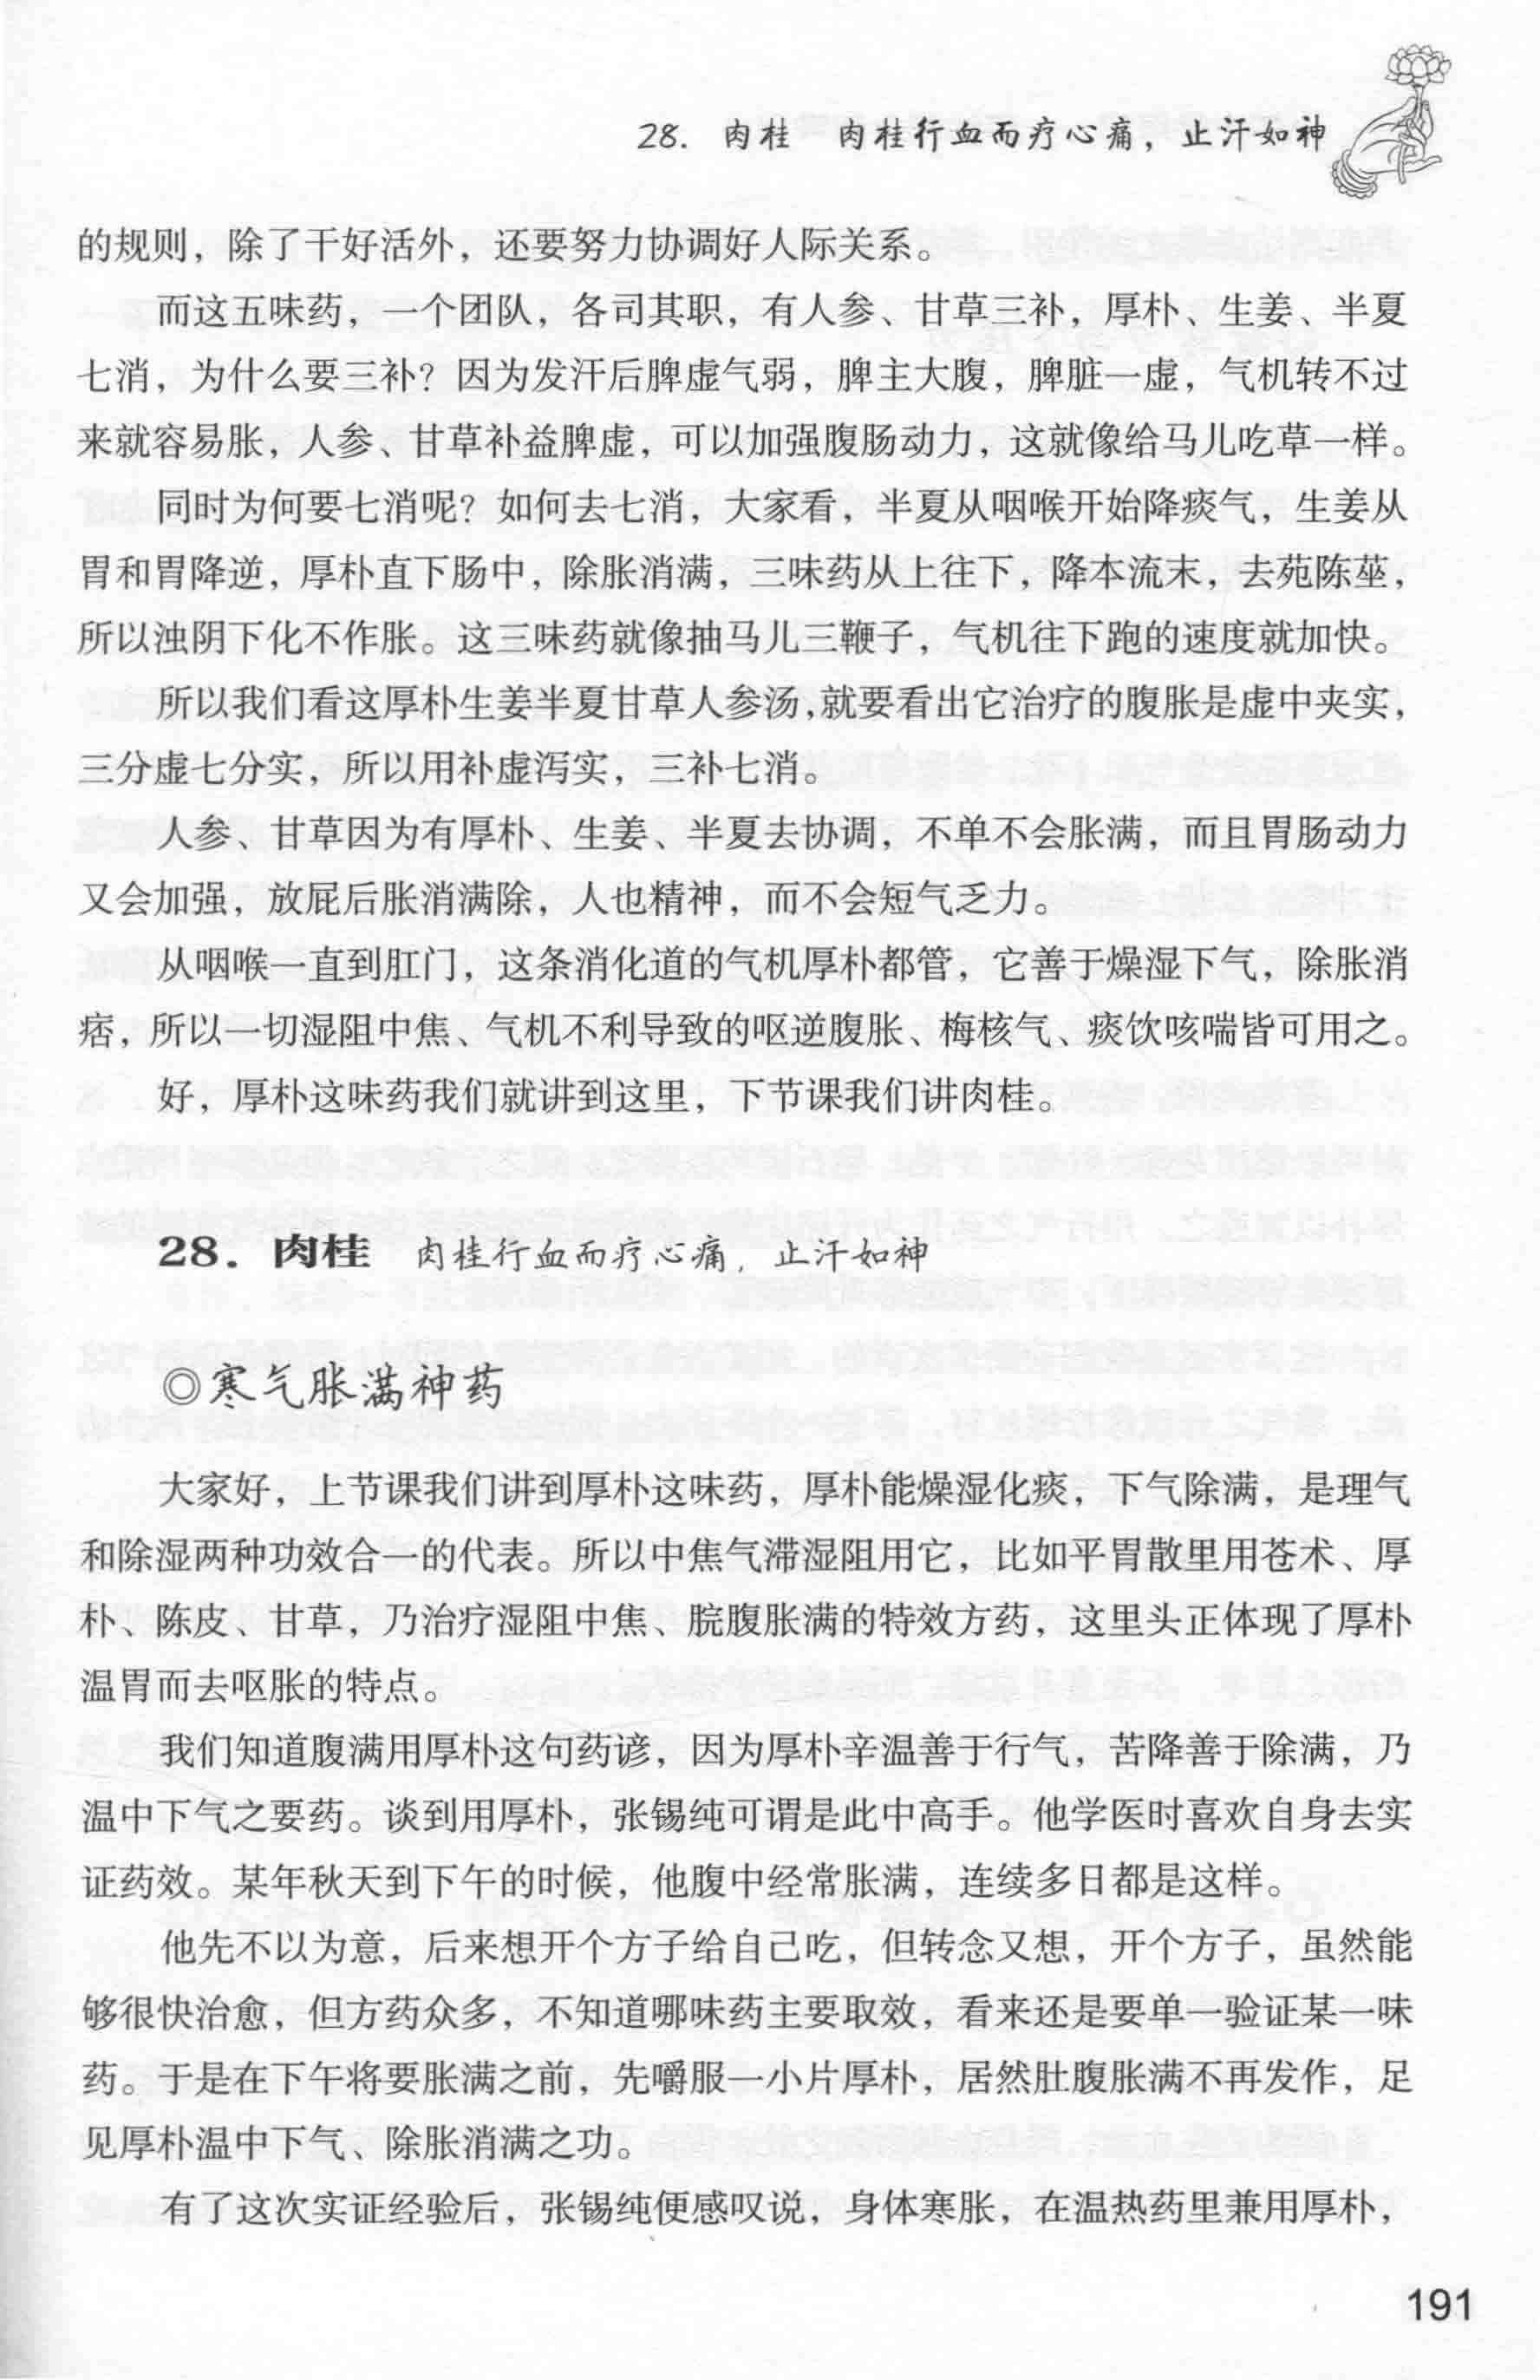 28. 肉桂　肉桂行血而疗心痛，止汗如神
的规则，除了干好活外，还要努力协调好人际关系。
而这五味药，一个团队，各司其职，有人参、甘草三补，厚朴、生姜、半夏
七消，为什么要三补？因为发汗后脾虚气弱，脾主大腹，脾脏一虚，气机转不过
来就容易胀，人参、甘草补益脾虚，可以加强腹肠动力，这就像给马儿吃草一样。
同时为何要七消呢？如何去七消，大家看，半夏从咽喉开始降痰气，生姜从
胃和胃降逆，厚朴直下肠中，除胀消满，三味药从上往下，降本流末，去苑陈莝，
所以浊阴下化不作胀。这三味药就像抽马儿三鞭子，气机往下跑的速度就加快。
所以我们看这厚朴生姜半夏甘草人参汤，就要看出它治疗的腹胀是虚中夹实，
三分虚七分实，所以用补虚泻实，三补七消。
人参、甘草因为有厚朴、生姜、半夏去协调，不单不会胀满，而且胃肠动力
又会加强，放屁后胀消满除，人也精神，而不会短气乏力。
从咽喉一直到肛门，这条消化道的气机厚朴都管，它善于燥湿下气，除胀消
痞，所以一切湿阻中焦、气机不利导致的呕逆腹胀、梅核气、痰饮咳喘皆可用之。
好，厚朴这味药我们就讲到这里，下节课我们讲肉桂。
28. 肉桂　肉桂行血而疗心痛，止汗如神
◎寒气胀满神药
大家好，上节课我们讲到厚朴这味药，厚朴能燥湿化痰，下气除满，是理气
和除湿两种功效合一的代表。所以中焦气滞湿阻用它，比如平胃散里用苍术、厚
朴、陈皮、甘草，乃治疗湿阻中焦、脘腹胀满的特效方药，这里头正体现了厚朴
温胃而去呕胀的特点。
我们知道腹满用厚朴这句药谚，因为厚朴辛温善于行气，苦降善于除满，乃
温中下气之要药。谈到用厚朴，张锡纯可谓是此中高手。他学医时喜欢自身去实
证药效。某年秋天到下午的时候，他腹中经常胀满，连续多日都是这样。
他先不以为意，后来想开个方子给自己吃，但转念又想，开个方子，虽然能
够很快治愈，但方药众多，不知道哪味药主要取效，看来还是要单一验证某一味
药。于是在下午将要胀满之前，先嚼服一小片厚朴，居然肚腹胀满不再发作，足
见厚朴温中下气、除胀消满之功。
有了这次实证经验后，张锡纯便感叹说，身体寒胀，在温热药里兼用厚朴，
191